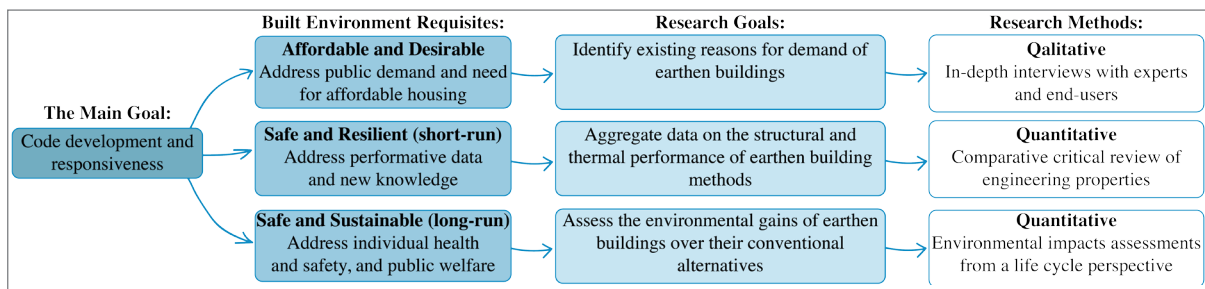 Built Environment Requisites:
Research Goals:
Research Methods:
The Main Goal:
Code development and
responsiveness
Affordable and Desirable
Address public demand and need
for affordable housing
Identify existing reasons for demand of
earthen buildings
Qalitative
In-depth interviews with experts
and end-users
Safe and Resilient (short-run)
Address performative data
and new knowledge
Aggregate data on the structural and
thermal performance of earthen building
methods
Quantitative
Comparative critical review of
engineering properties
Safe and Sustainable (long-run)
Address individual health
and safety, and public welfare
Assess the environmental gains of earthen
buildings over their conventional
alternatives
Quantitative
Environmental impacts assessments
from a life cycle perspective